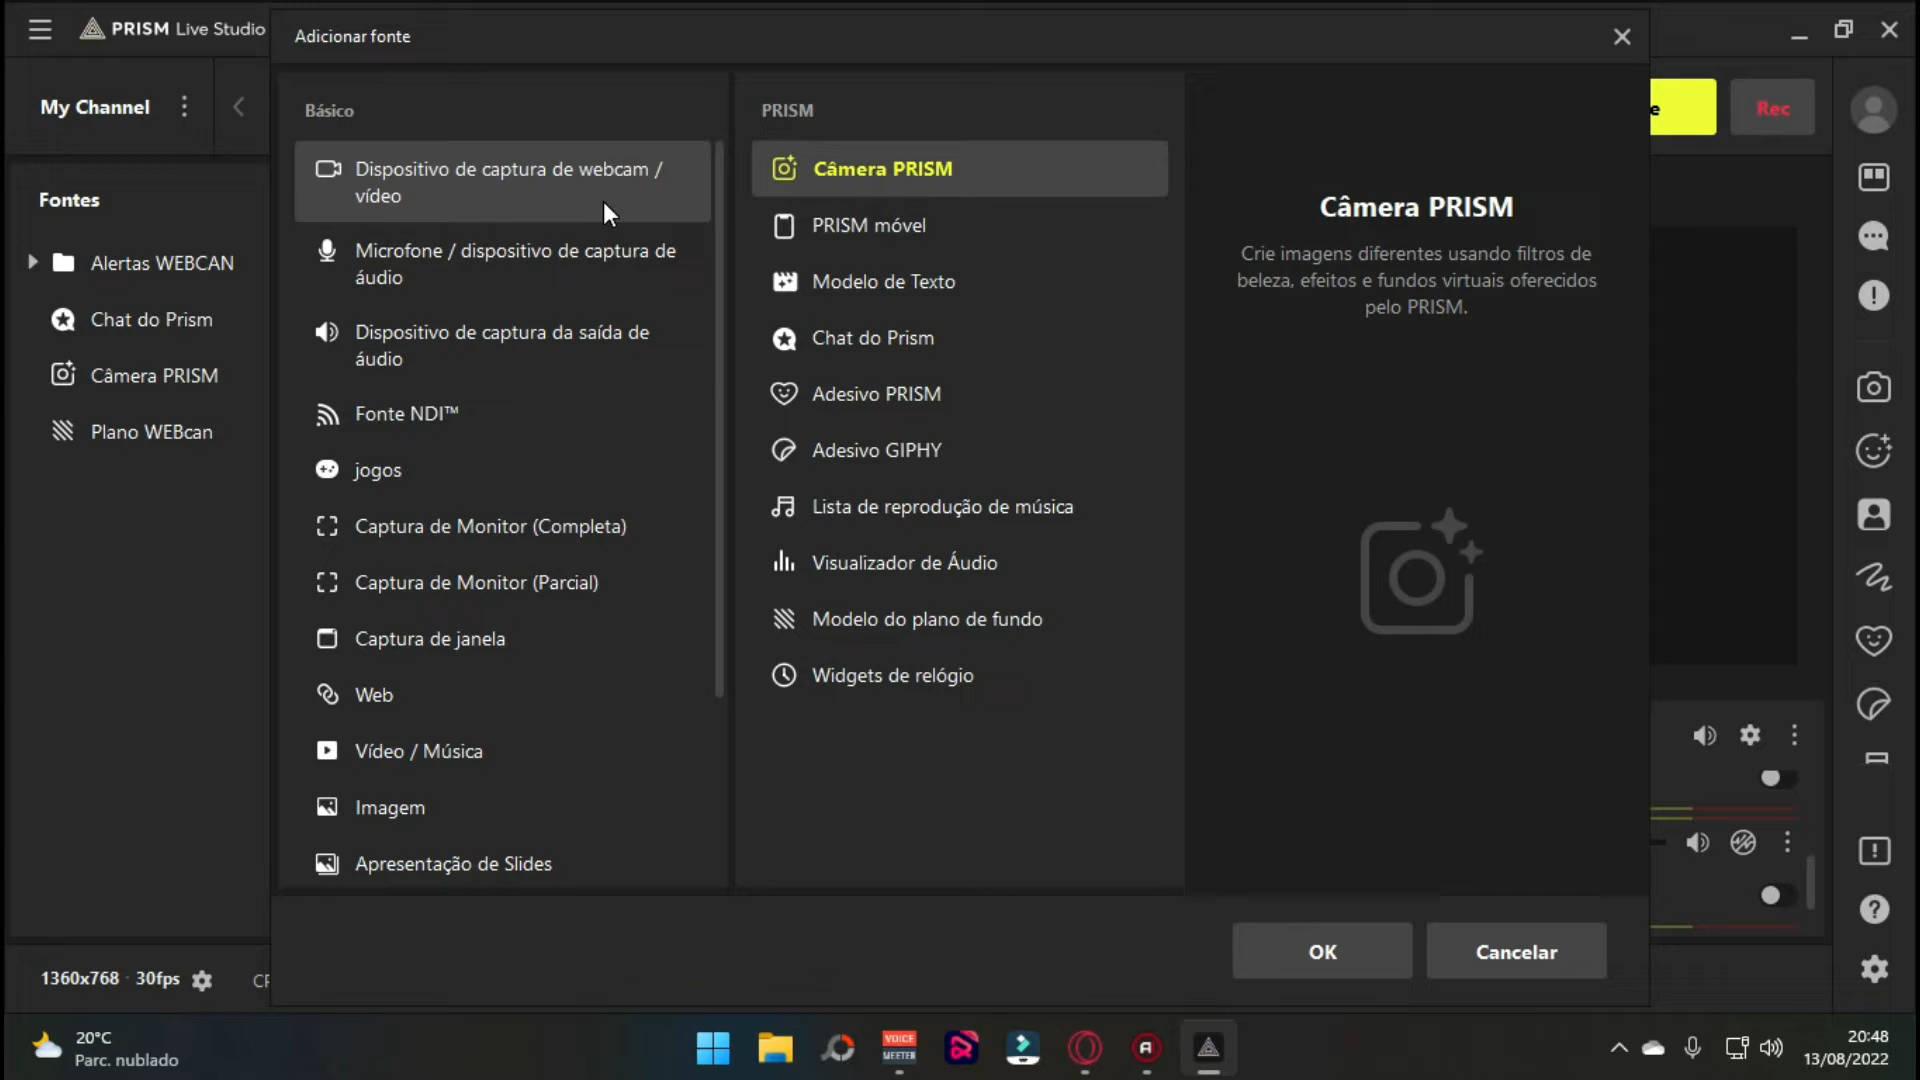 PRISM Live Studio
Adicionar fonte
My Channel
e
Rec
Fontes
Alertas WEBCAN
Chat do Prism
Câmera PRISM
Plano WEBcan
Básico
Dispositivo de captura de webcam /
vídeo
Microfone / dispositivo de captura de
áudio
Dispositivo de captura da saída de
áudio
Fonte NDI™
jogos
Captura de Monitor (Completa)
Captura de Monitor (Parcial)
Captura de janela
Web
Vídeo / Música
Imagem
Apresentação de Slides
PRISM
Câmera PRISM
PRISM móvel
Modelo de Texto
Chat do Prism
Adesivo PRISM
Adesivo GIPHY
Lista de reprodução de música
Visualizador de Áudio
Modelo do plano de fundo
Widgets de relógio
Câmera PRISM
Crie imagens diferentes usando filtros de
beleza, efeitos e fundos virtuais oferecidos
pelo PRISM.
OK
Cancelar
1360x768 · 30fps
20°C
Parc. nublado
VOICE
MEETER
20:48
13/08/2022